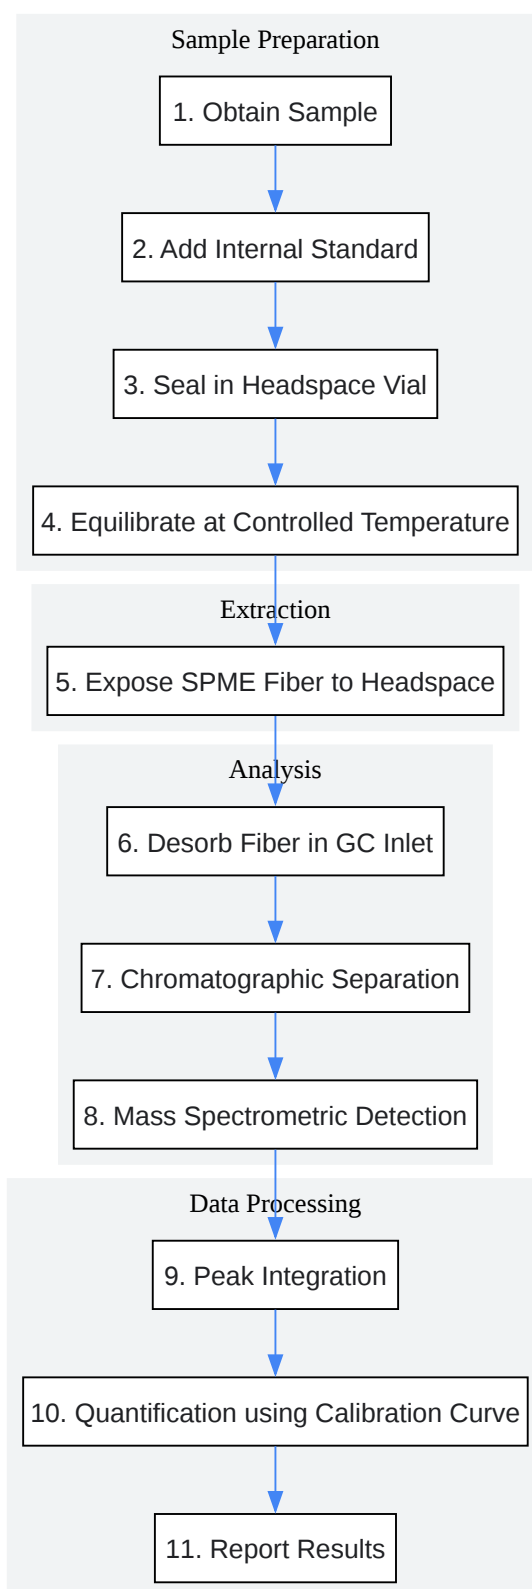 Sample Preparation
1. Obtain Sample
2. Add Internal Standard
3. Seal in Headspace Vial
4. Equilibrate at Controlled Temperature
Extraction
5. Expose SPME Fiber to Headspace
Analysis
6. Desorb Fiber in GC Inlet
7. Chromatographic Separation
8. Mass Spectrometric Detection
Data Processing
9. Peak Integration
10. Quantification using Calibration Curve
11. Report Results